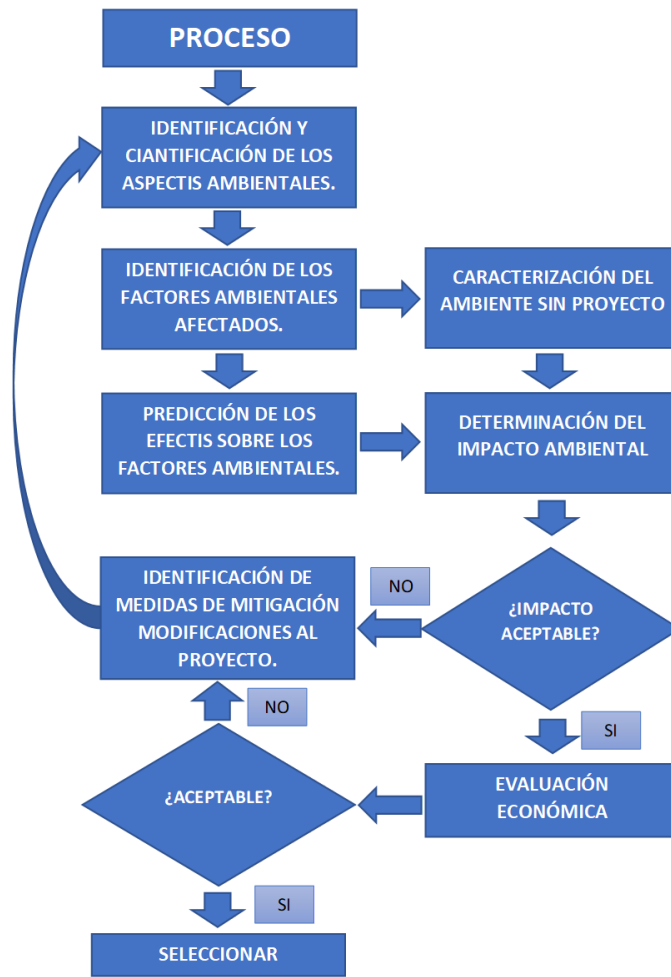 PROCESO
IDENTIFICACIÓN Y
CIANTIFICACIÓN DE LOS
ASPECTIS AMBIENTALES.
IDENTIFICACIÓN DE LOS
FACTORES AMBIENTALES
AFECTADOS.
CARACTERIZACIÓN DEL
AMBIENTE SIN PROYECTO
PREDICCIÓN DE LOS
EFECTIS SOBRE LOS
FACTORES AMBIENTALES.
DETERMINACIÓN DEL
IMPACTO AMBIENTAL
¿IMPACTO
ACEPTABLE?
NO
IDENTIFICACIÓN DE
MEDIDAS DE MITIGACIÓN
MODIFICACIONES AL
PROYECTO.
SI
EVALUACIÓN
ECONÓMICA
¿ACEPTABLE?
NO
SI
SELECCIONAR